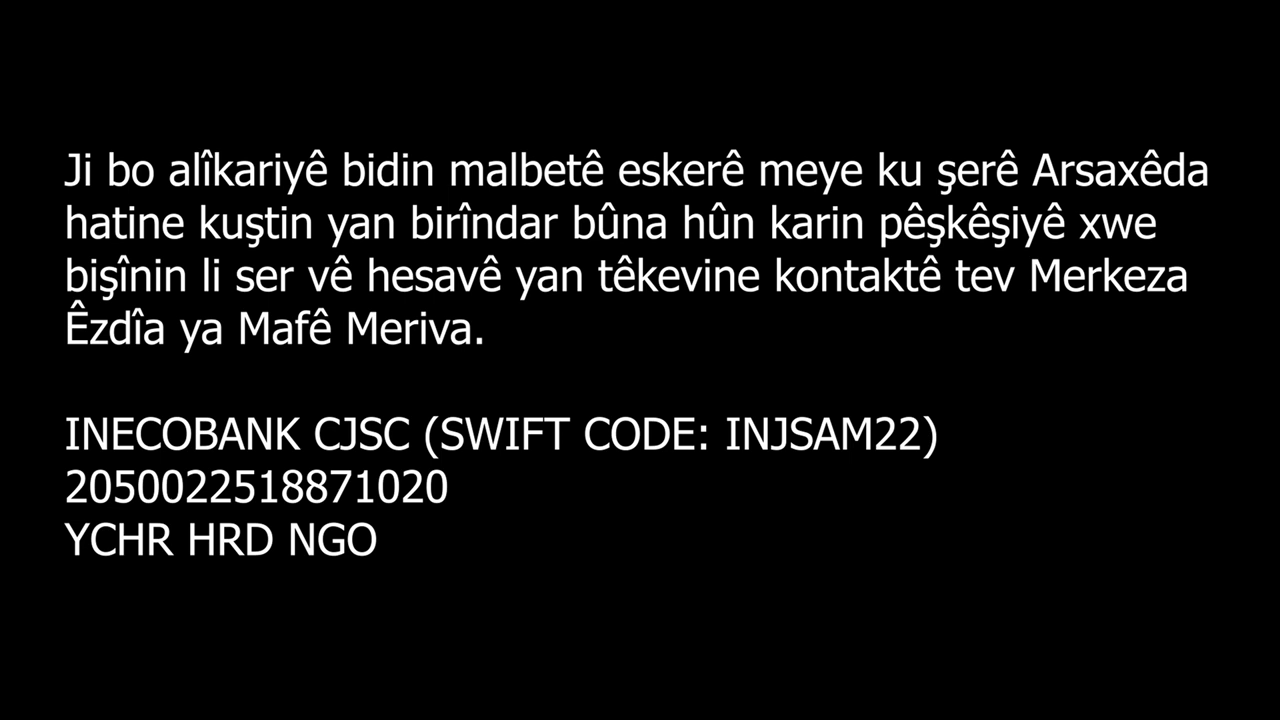 Ji bo alîkariyê bidin malbetê eskerê meye ku şerê Arsaxêda
hatine kuştin yan birîndar bûna hûn karin pêşkêşiyê xwe
bişînin li ser vê hesavê yan têkevine kontaktê tev Merkeza
Êzdîa ya Mafê Meriva.
INECOBANK CJSC (SWIFT CODE: INJSAM22)
2050022518871020
YCHR HRD NGO